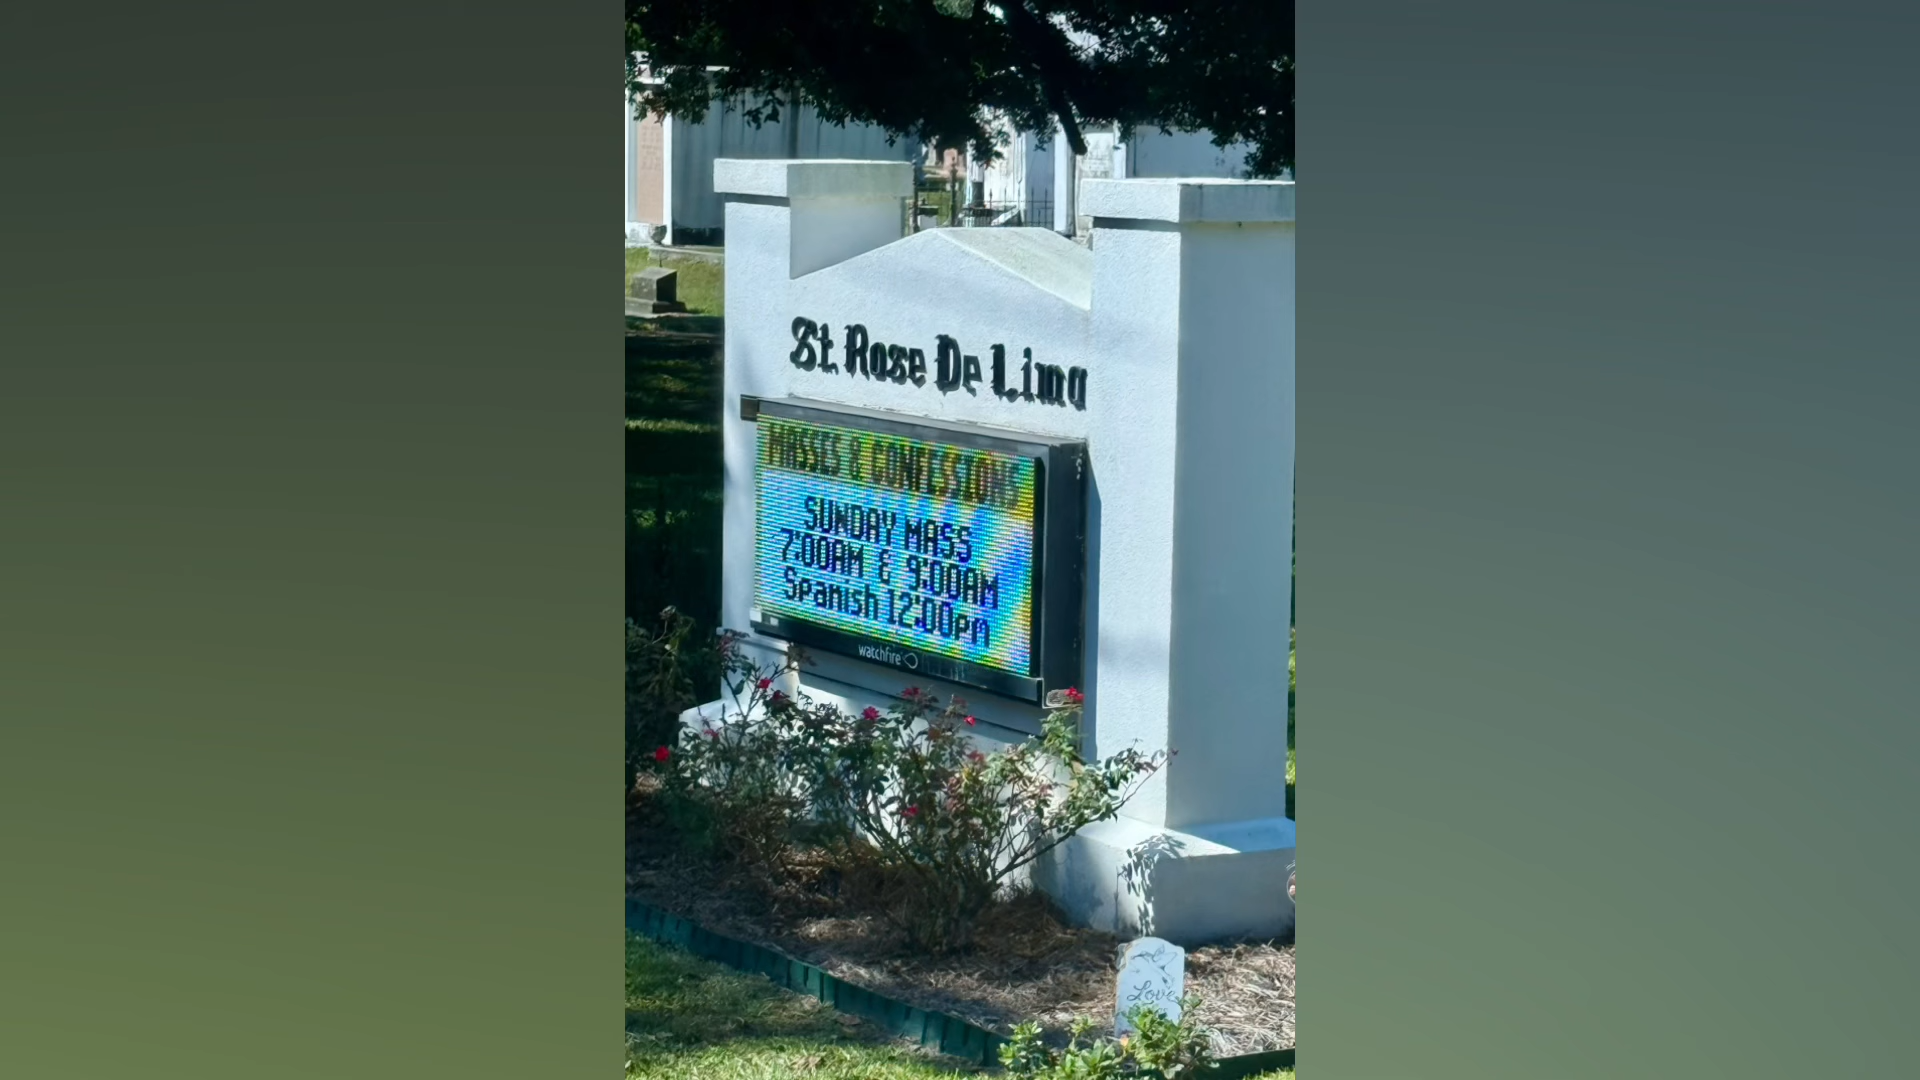 St. Rose De Lima
MASSES & CONFESSIONS
SUNDAY MASS
7:00AM & 9:00AM
Spanish 12:00pm
watchfire
Love